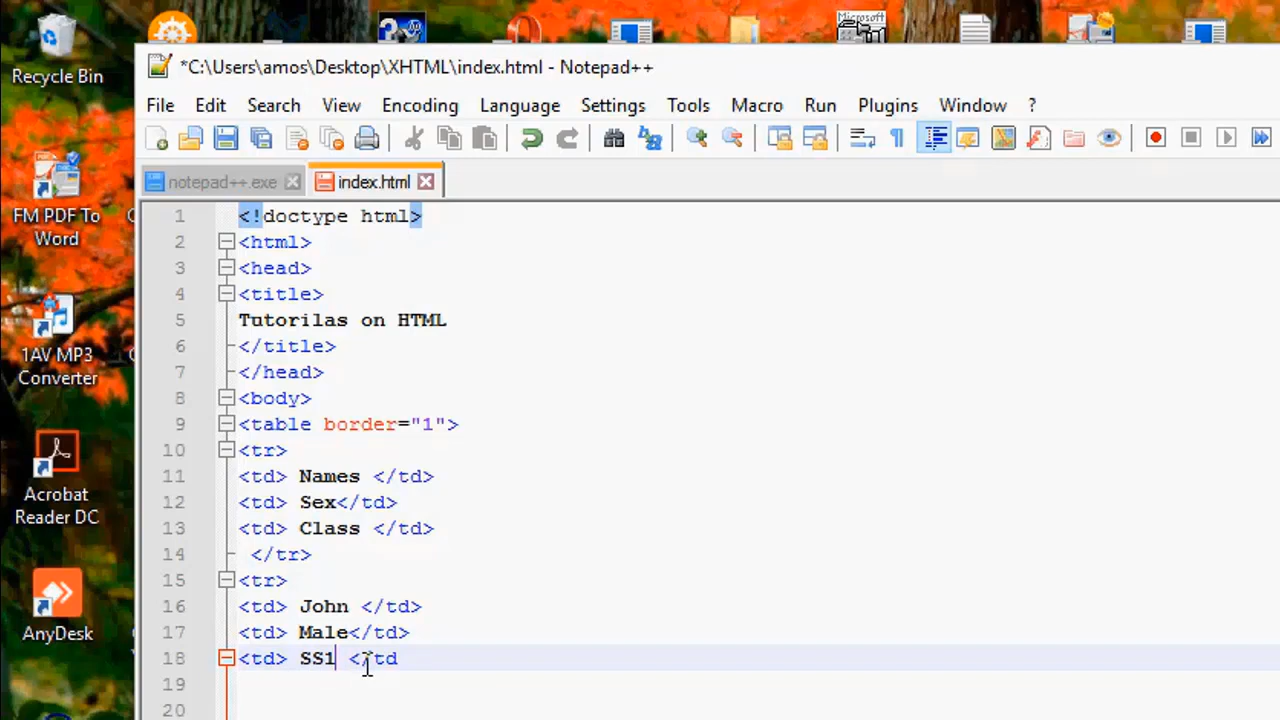 Microsoft
Recycle Bin
*C:\Users\amos\Desktop\XHTML\index.html - Notepad++
File Edit Search View Encoding Language Settings Tools Macro Run Plugins Window ?
notepad++.exe index.html
1 <!doctype html>
2 <html>
3 <head>
4 <title>
5 Tutorilas on HTML
6 </title>
7 </head>
8 <body>
9 <table border="1">
10 <tr>
11 <td> Names </td>
12 <td> Sex</td>
13 <td> Class </td>
14 </tr>
15 <tr>
16 <td> John </td>
17 <td> Male</td>
18 <td> SS1 </td
19
20
FM PDF To
Word
1AV MP3
Converter
Acrobat
Reader DC
AnyDesk